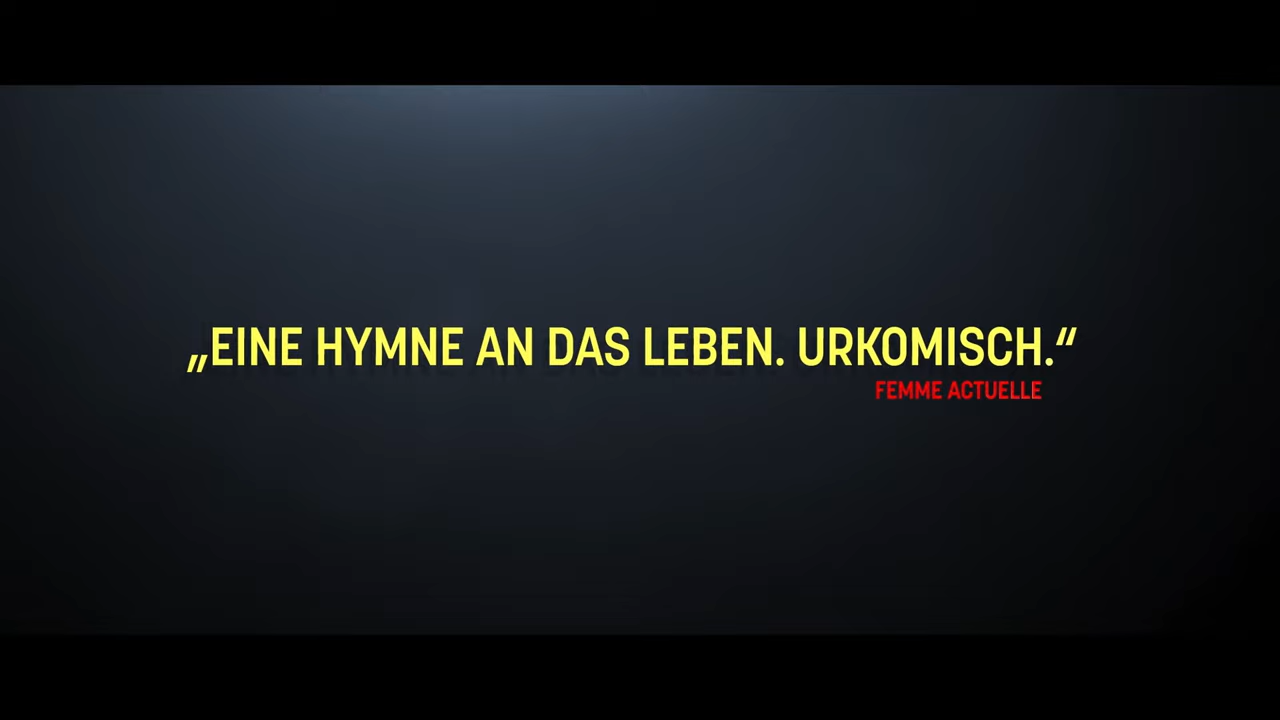 „EINE HYMNE AN DAS LEBEN. URKOMISCH.“
FEMME ACTUELLE